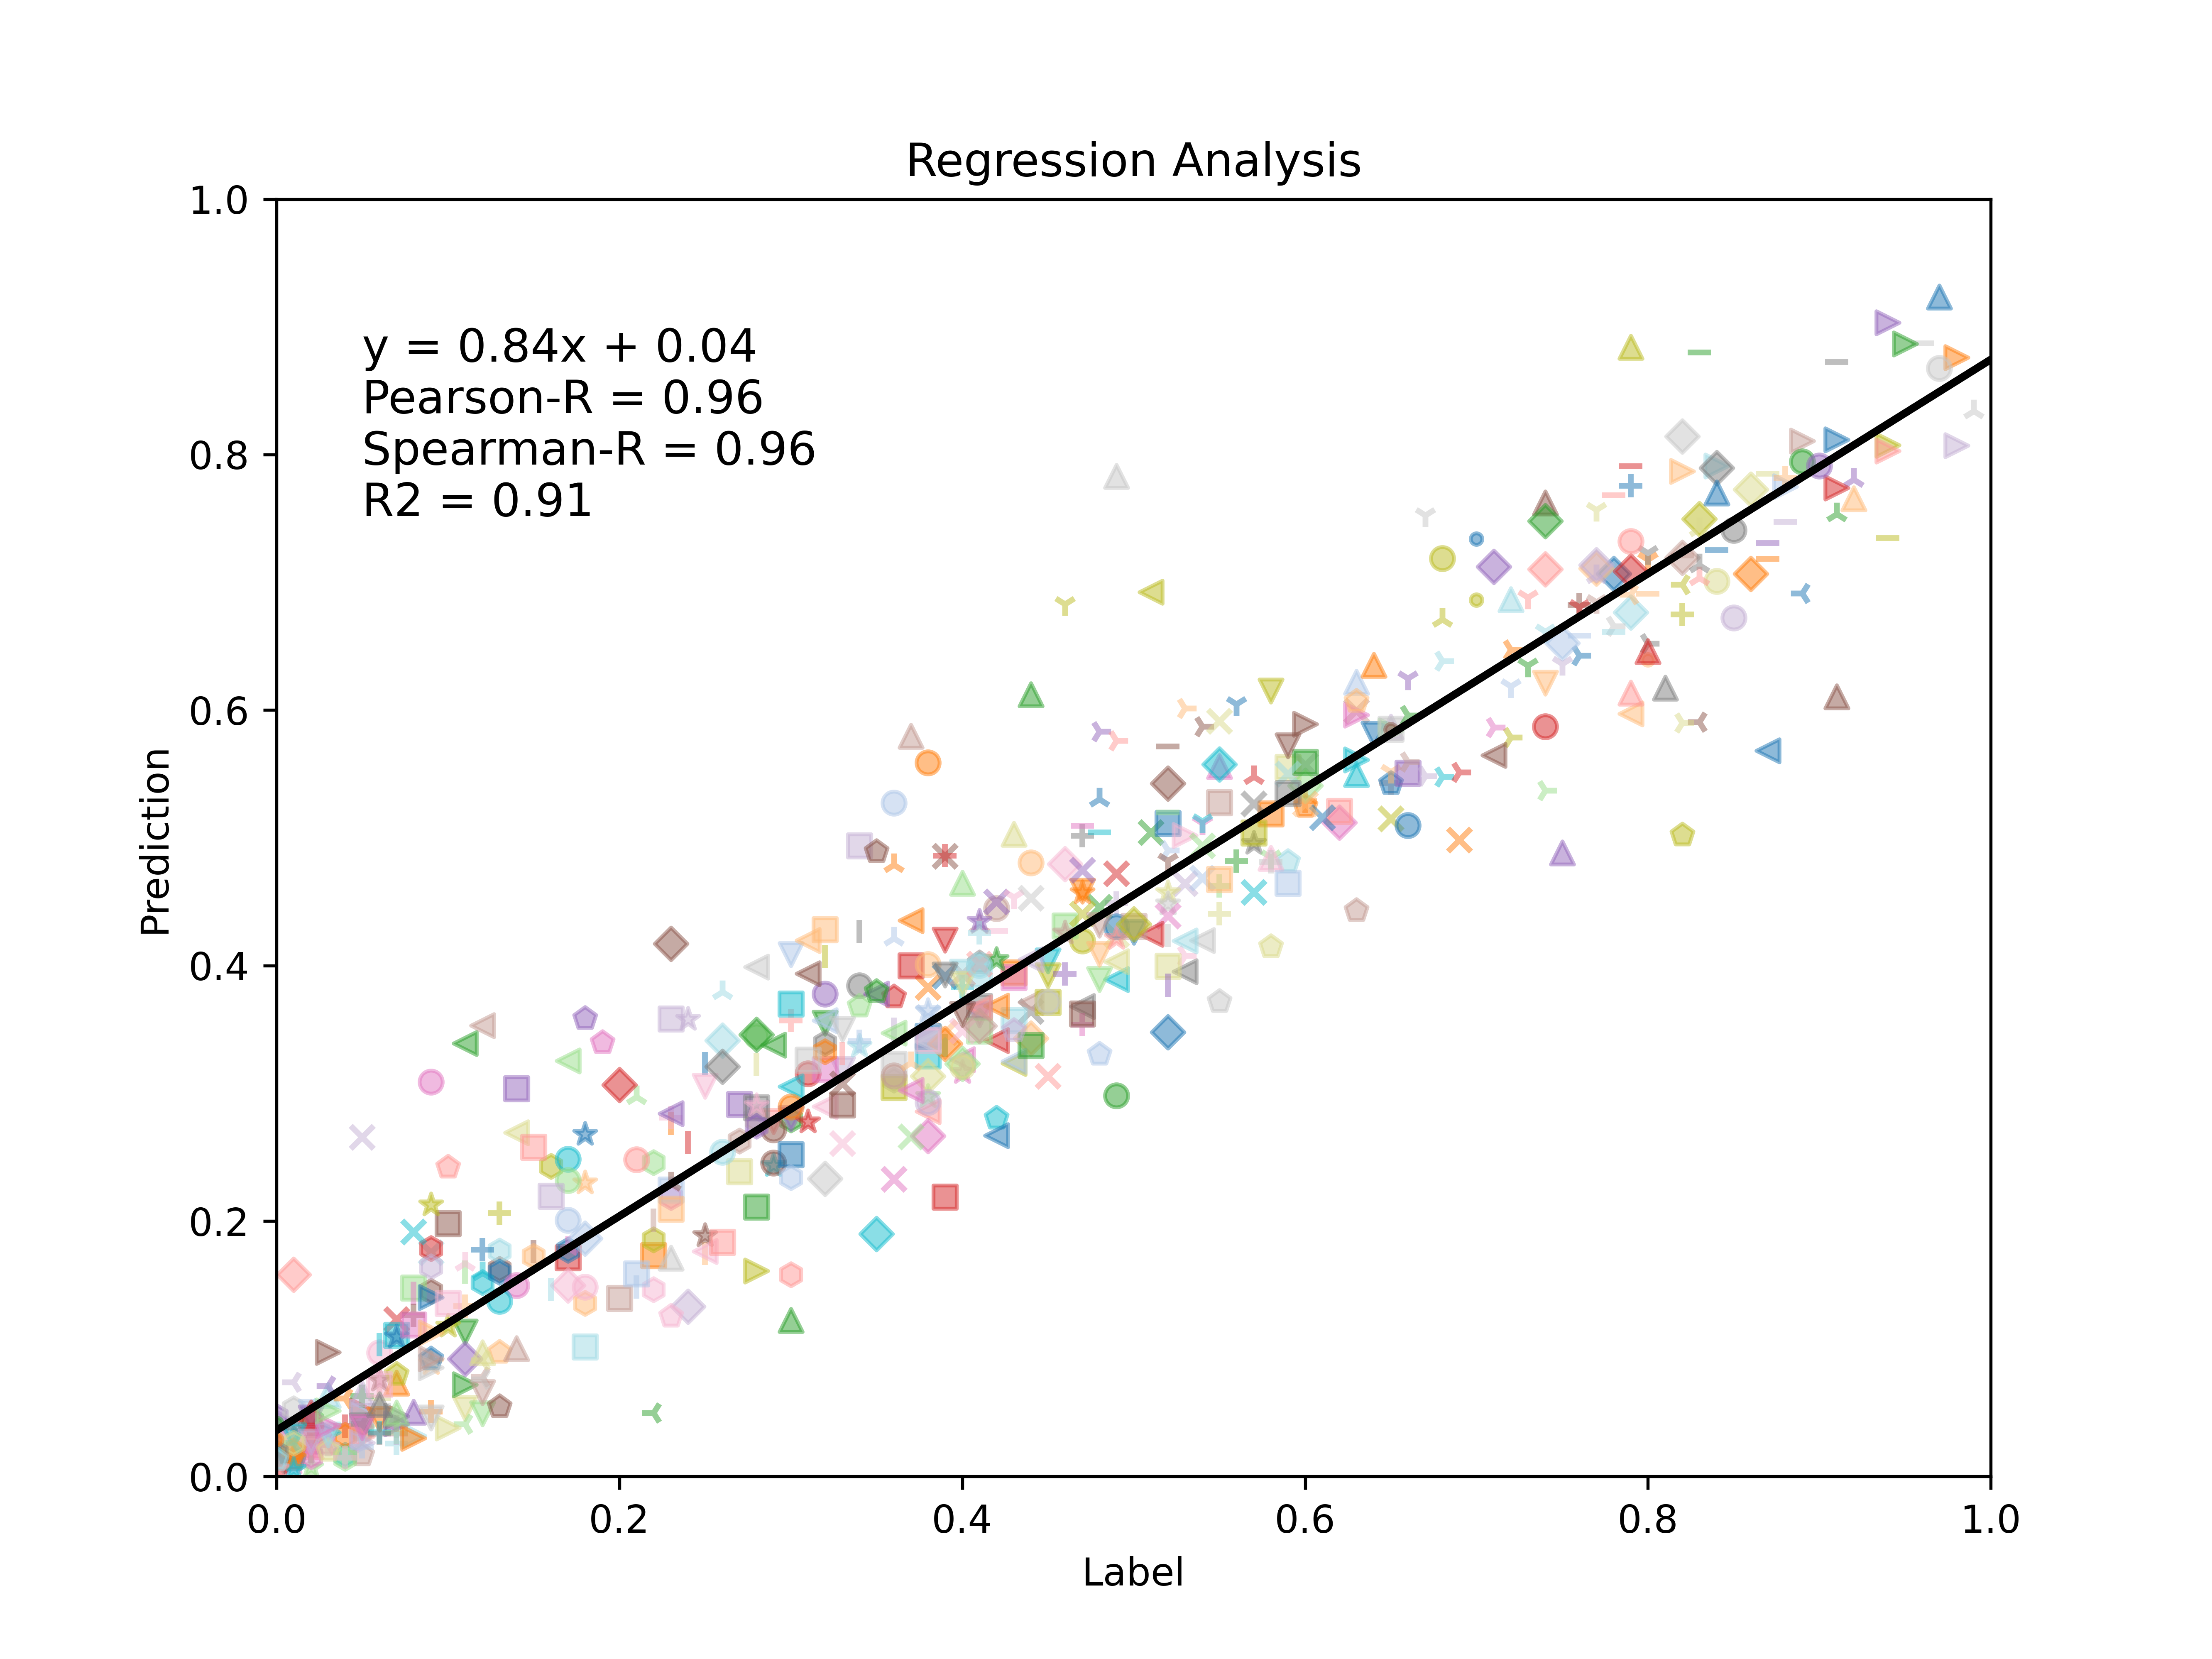 Regression Analysis
y = 0.84x + 0.04
Pearson-R = 0.96
Spearman-R = 0.96
R2 = 0.91
Prediction
1.0
0.8
0.6
0.4
0.2
0.0
0.0 0.2 0.4 0.6 0.8 1.0
Label